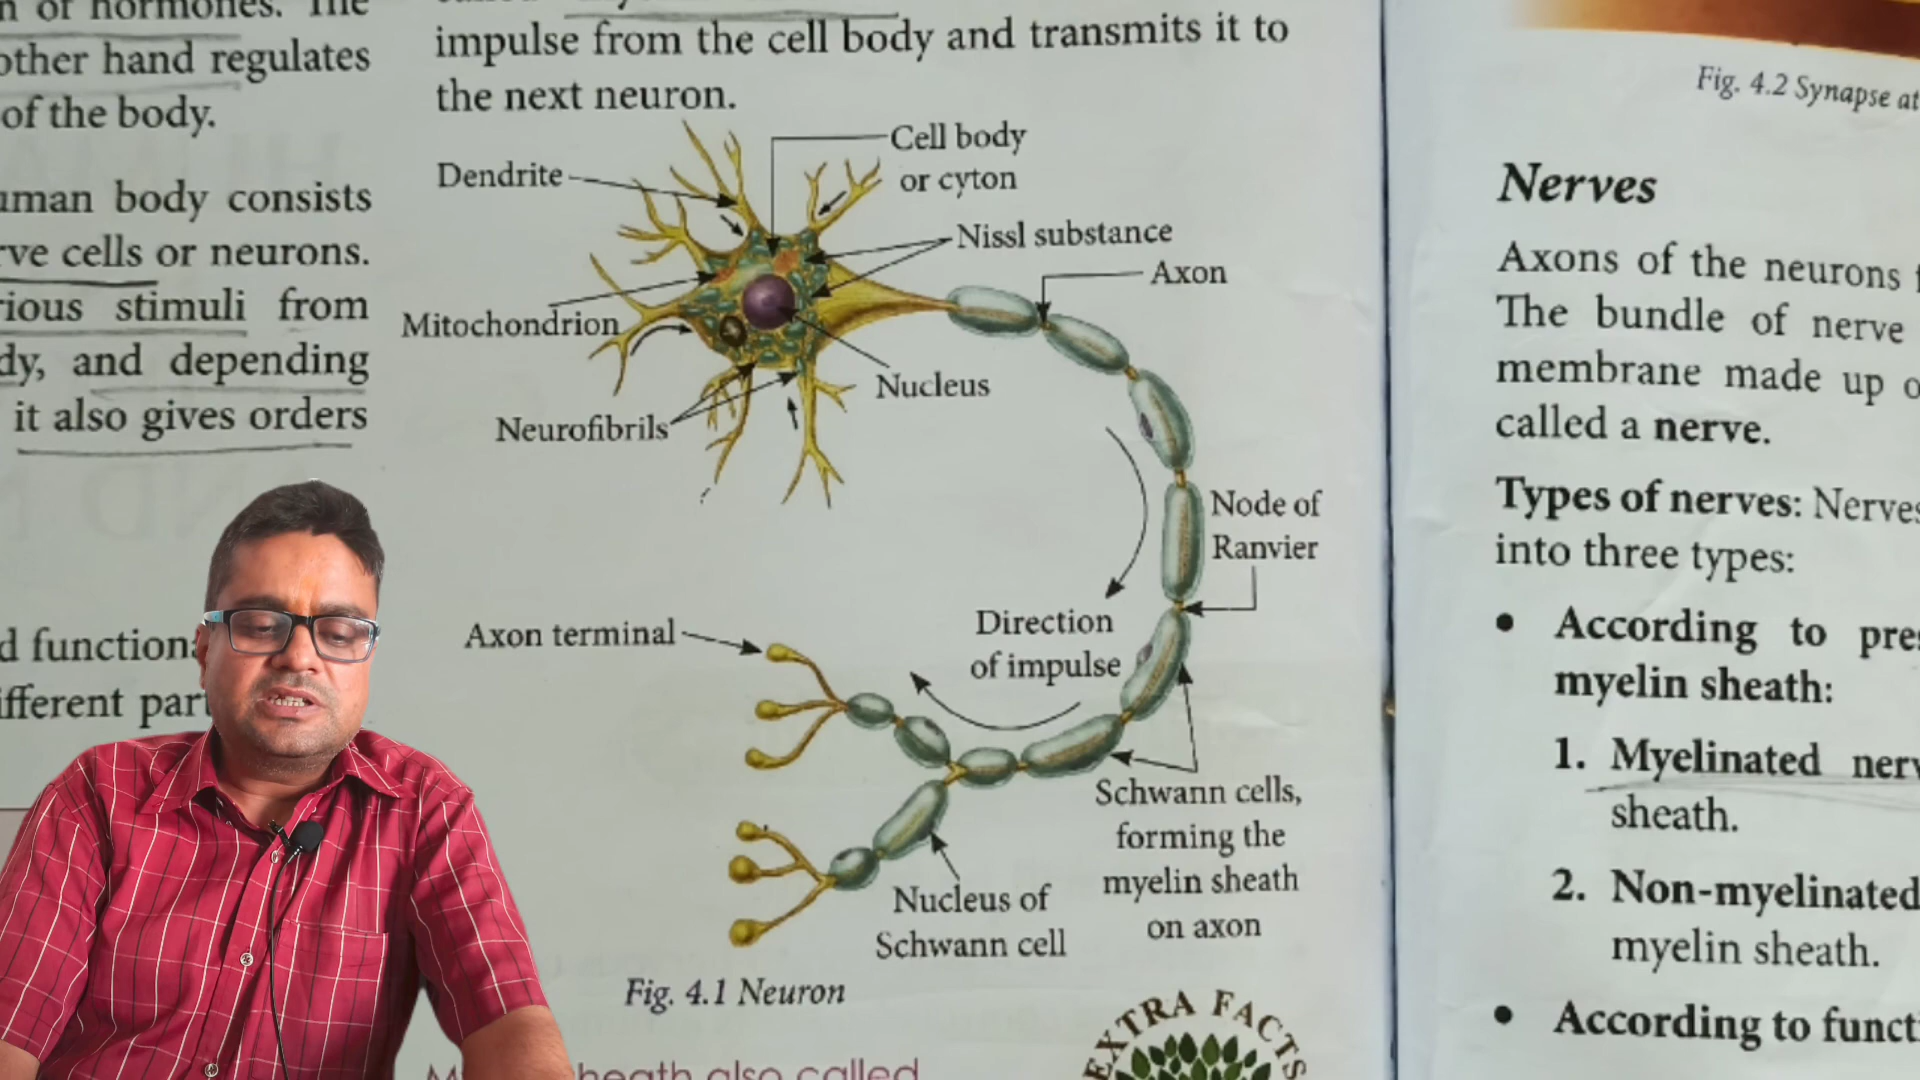 n or hormones. The
other hand regulates
of the body.
uman body consists
rve cells or neurons.
rious stimuli from
dy, and depending
it also gives orders
d functiona
ifferent part
impulse from the cell body and transmits it to
the next neuron.
Cell body
or cyton
Dendrite
Nissl substance
Axon
Mitochondrion
Nucleus
Neurofibrils
Node of
Ranvier
Direction
of impulse
Axon terminal
Schwann cells,
forming the
myelin sheath
on axon
Nucleus of
Schwann cell
Fig. 4.1 Neuron
heath also called
EXTRA FACTS
Fig. 4.2 Synapse at
Nerves
Axons of the neurons f
The bundle of nerve
membrane made up o
called a nerve.
Types of nerves: Nerves
into three types:
• According to pres
myelin sheath:
1. Myelinated nerv
sheath.
2. Non-myelinated
myelin sheath.
• According to functi